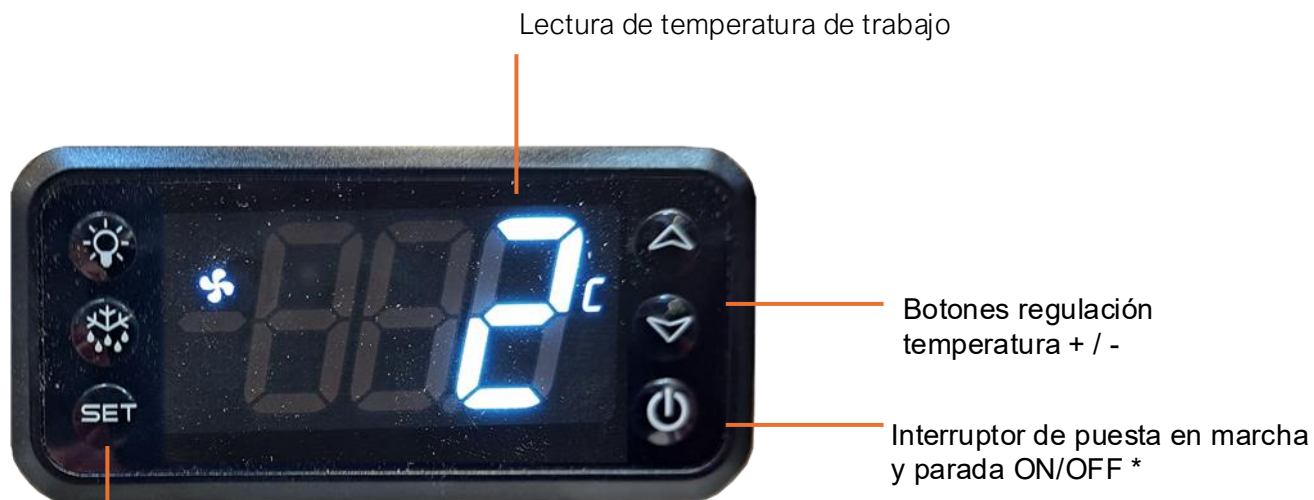 Lectura de temperatura de trabajo
2 C
SET
Botones regulación
temperatura + / -
Interruptor de puesta en marcha
y parada ON/OFF *